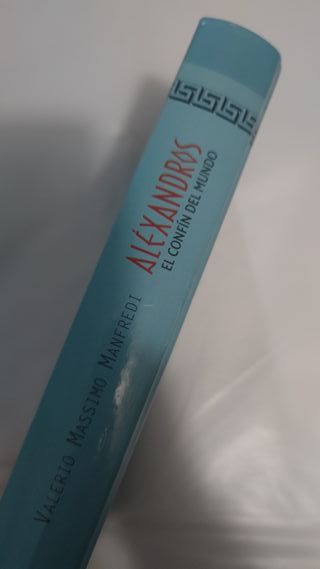 VALERIO MASSIMO MANFREDI
ALÉXANDROS
EL CONFÍN DEL MUNDO